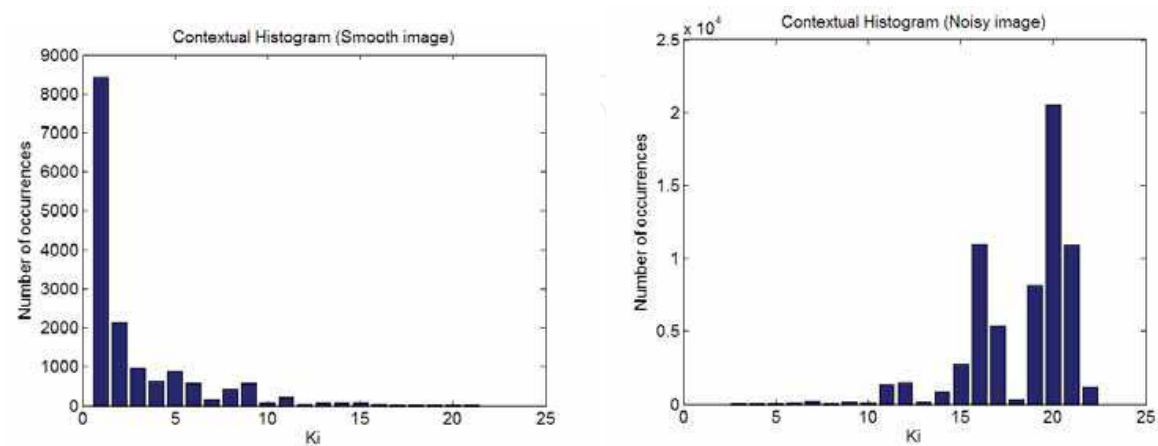 Contextual Histogram (Smooth image)
Number of occurrences
9000
8000
7000
6000
5000
4000
3000
2000
1000
0
0 5 10 15 20 25
Ki
Contextual Histogram (Noisy image)
x 10^4
Number of occurrences
2.5
2
1.5
1
0.5
0
0 5 10 15 20 25
Ki